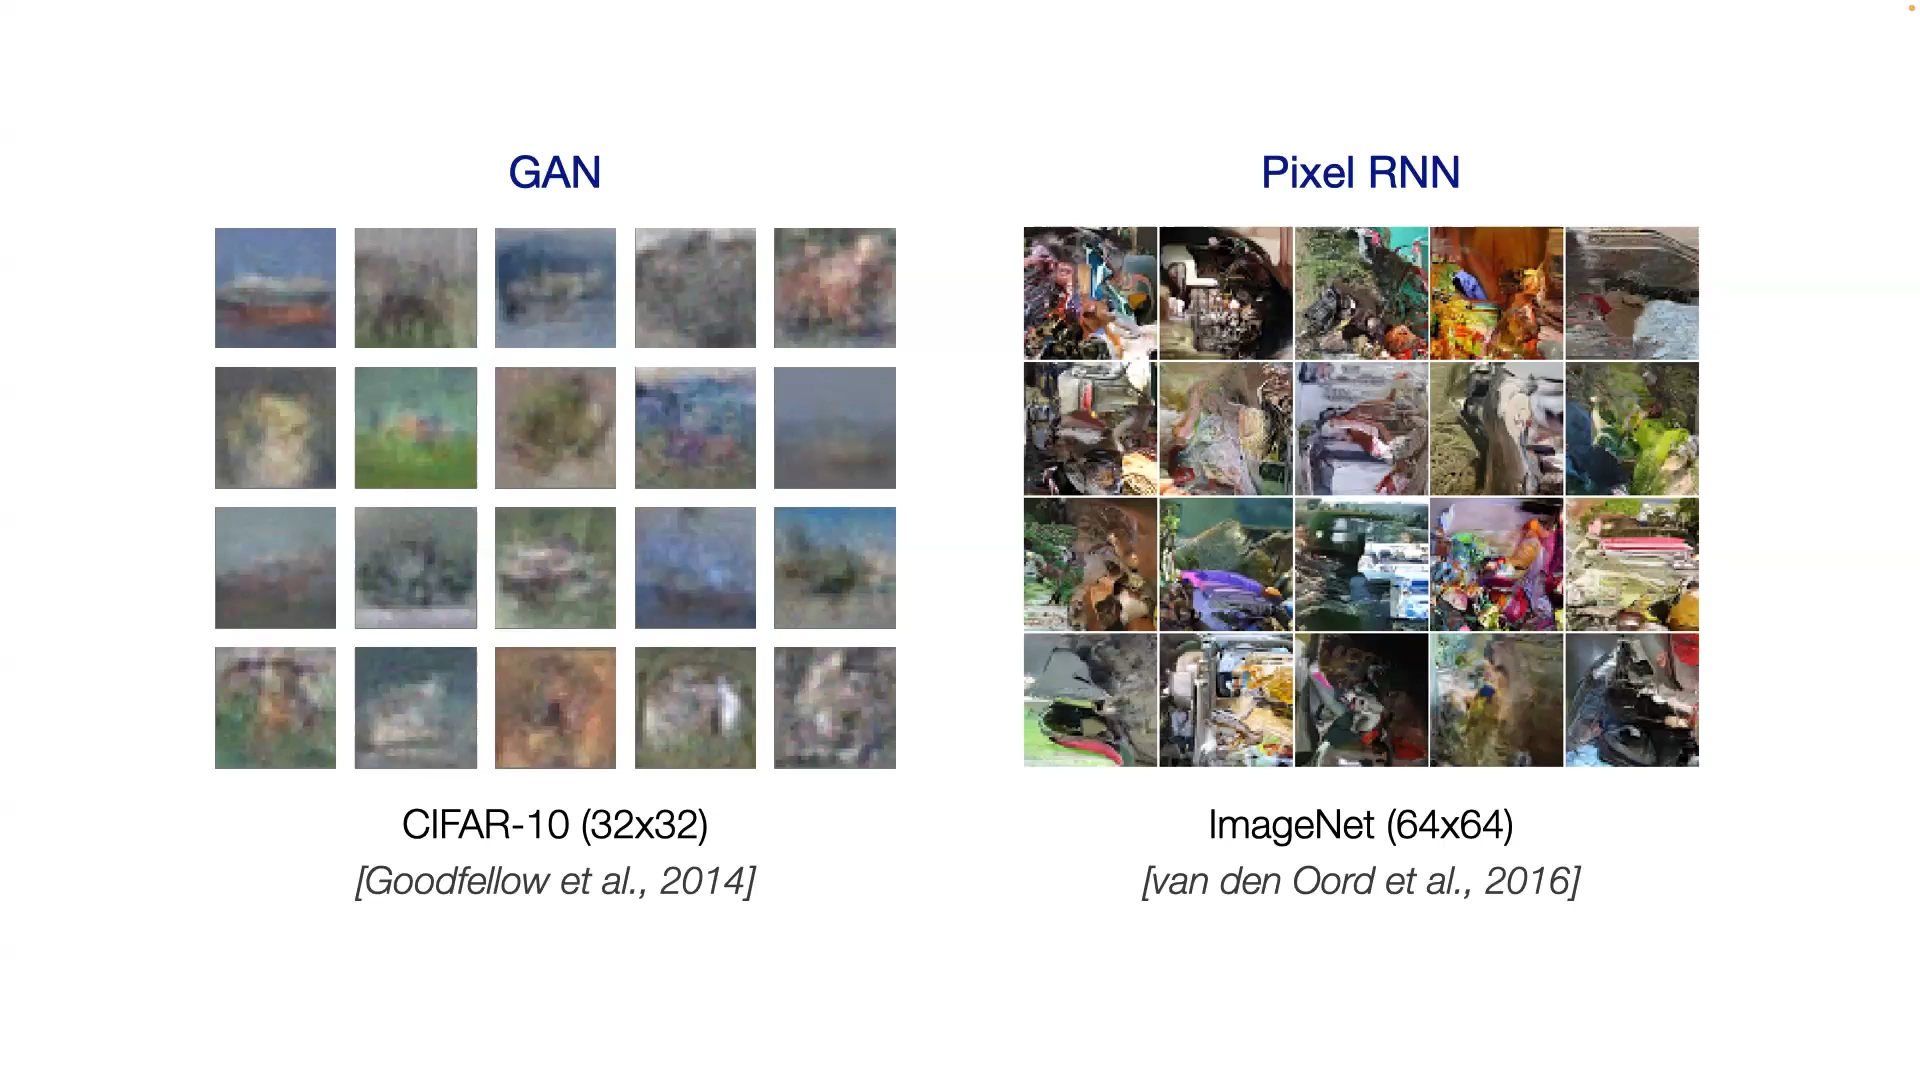 GAN
Pixel RNN
CIFAR-10 (32x32)
[Goodfellow et al., 2014]
ImageNet (64x64)
[van den Oord et al., 2016]